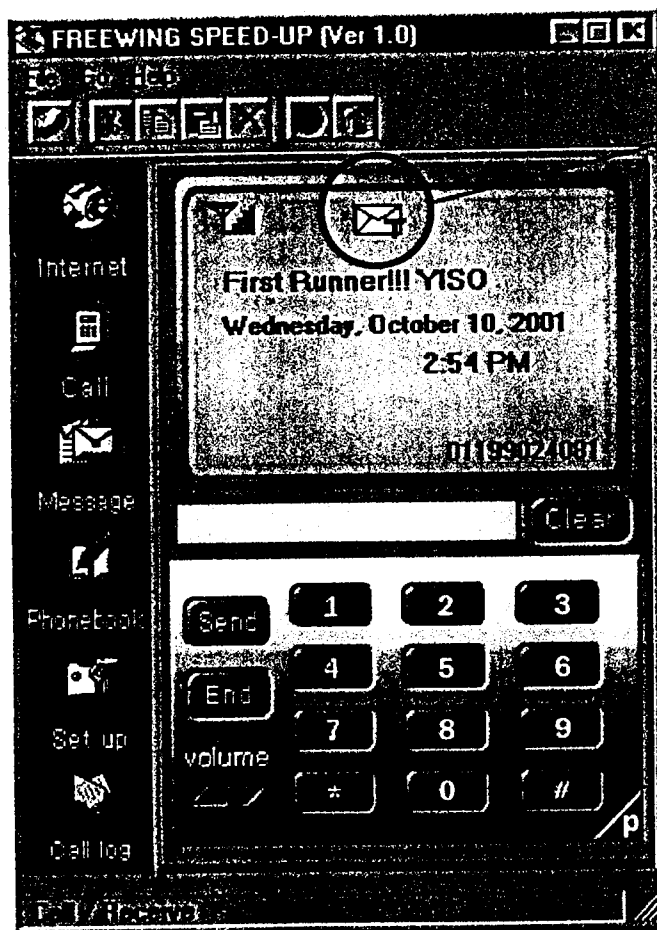 FREEWING SPEED-UP (Ver 1.0)
Internet
First Runner!!! YISO
Wednesday, October 10, 2001
2:54 PM
Call
01199024081
Message
Clear
Phonebook
Send 1 2 3
4 5 6
End
Set up
7 8 9
volume
* 0 #
p
Call log
Call / Receive